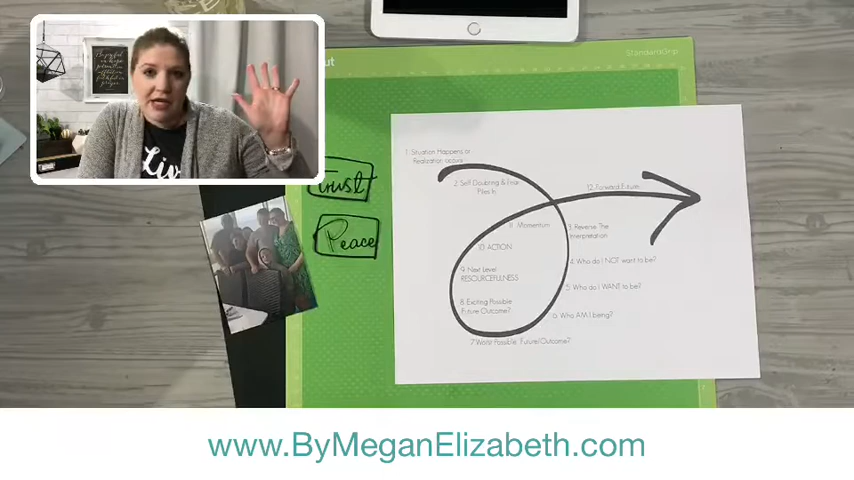 StandardGrip
Trust
Peace
1. Situation Happens or
Realization occurs
2. Self Doubting & Fear
Piles In
12. Forward Future
11. Momentum
3. Reverse The
Interpretation
10. ACTION
4. Who do I NOT want to be?
9. Next Level
RESOURCEFULNESS
5. Who do I WANT to be?
8. Exciting Possible
Future Outcome?
6. Who AM I being?
7. Worst Possible Future Outcome?
www.ByMeganElizabeth.com